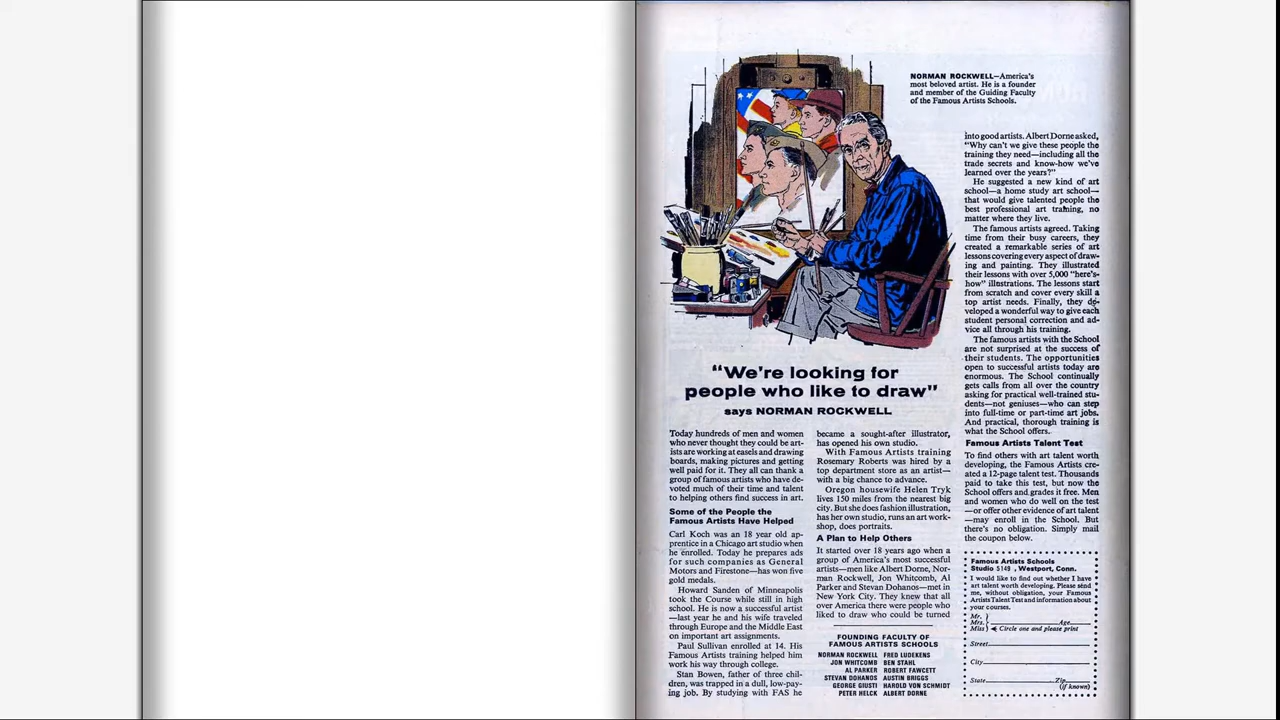 NORMAN ROCKWELL—America's
most beloved artist. He is a founder
and member of the Guiding Faculty
of the Famous Artists Schools.
"We're looking for
people who like to draw"
says NORMAN ROCKWELL
Today hundreds of men and women
who never thought they could be art-
ists are working at easels and drawing
boards, making pictures and getting
well paid for it. They all can thank a
group of famous artists who have de-
voted much of their time and talent
to helping others find success in art.
Some of the People the
Famous Artists Have Helped
Carl Koch was an 18 year old ap-
prentice in a Chicago art studio when
he enrolled. Today he prepares ads
for such companies as General
Motors and Firestone—has won five
gold medals.
Howard Sanden of Minneapolis
took the Course while still in high
school. He is now a successful artist
—last year he and his wife traveled
through Europe and the Middle East
on important art assignments.
Paul Sullivan enrolled at 14. His
Famous Artists training helped him
work his way through college.
Stan Bowen, father of three chil-
dren, was trapped in a dull, low-pay-
ing job. By studying with FAS he
became a sought-after illustrator,
has opened his own studio.
With Famous Artists training
Rosemary Roberts was hired by a
top department store as an artist—
with a big chance to advance.
Oregon housewife Helen Tryk
lives 150 miles from the nearest big
city. But she does fashion illustration,
has her own studio, runs an art work-
shop, does portraits.
A Plan to Help Others
It started over 18 years ago when a
group of America's most successful
artists—men like Albert Dorne, Nor-
man Rockwell, Jon Whitcomb, Al
Parker and Stevan Dohanos—met in
New York City. They knew that all
over America there were people who
liked to draw who could be turned
FOUNDING FACULTY OF
FAMOUS ARTISTS SCHOOLS
NORMAN ROCKWELL FRED LUDEKENS
JON WHITCOMB BEN STAHL
AL PARKER ROBERT FAWCETT
STEVAN DOHANOS AUSTIN BRIGGS
GEORGE GIUSTI HAROLD VON SCHMIDT
PETER HELCK ALBERT DORNE
into good artists. Albert Dorne asked,
"Why can't we give these people the
training they need—including all the
trade secrets and know-how we've
learned over the years?"
He suggested a new kind of art
school—a home study art school—
that would give talented people the
best professional art training, no
matter where they live.
The famous artists agreed. Taking
time from their busy careers, they
created a remarkable series of art
lessons covering every aspect of draw-
ing and painting. They illustrated
their lessons with over 5,000 "here's-
how" illustrations. The lessons start
from scratch and cover every skill a
top artist needs. Finally, they de-
veloped a wonderful way to give each
student personal correction and ad-
vice all through his training.
The famous artists with the School
are not surprised at the success of
their students. The opportunities
open to successful artists today are
enormous. The School continually
gets calls from all over the country
asking for practical well-trained stu-
dents—not geniuses—who can step
into full-time or part-time art jobs.
And practical, thorough training is
what the School offers.
Famous Artists Talent Test
To find others with art talent worth
developing, the Famous Artists cre-
ated a 12-page talent test. Thousands
paid to take this test, but now the
School offers and grades it free. Men
and women who do well on the test
—or offer other evidence of art talent
—may enroll in the School. But
there's no obligation. Simply mail
the coupon below.
Famous Artists Schools
Studio 5149, Westport, Conn.
I would like to find out whether I have
art talent worth developing. Please send
me, without obligation, your Famous
Artists Talent Test and information about
your courses.
Mr.
Mrs. Age
Miss Circle one and please print
Street
City
State Zip
(if known)